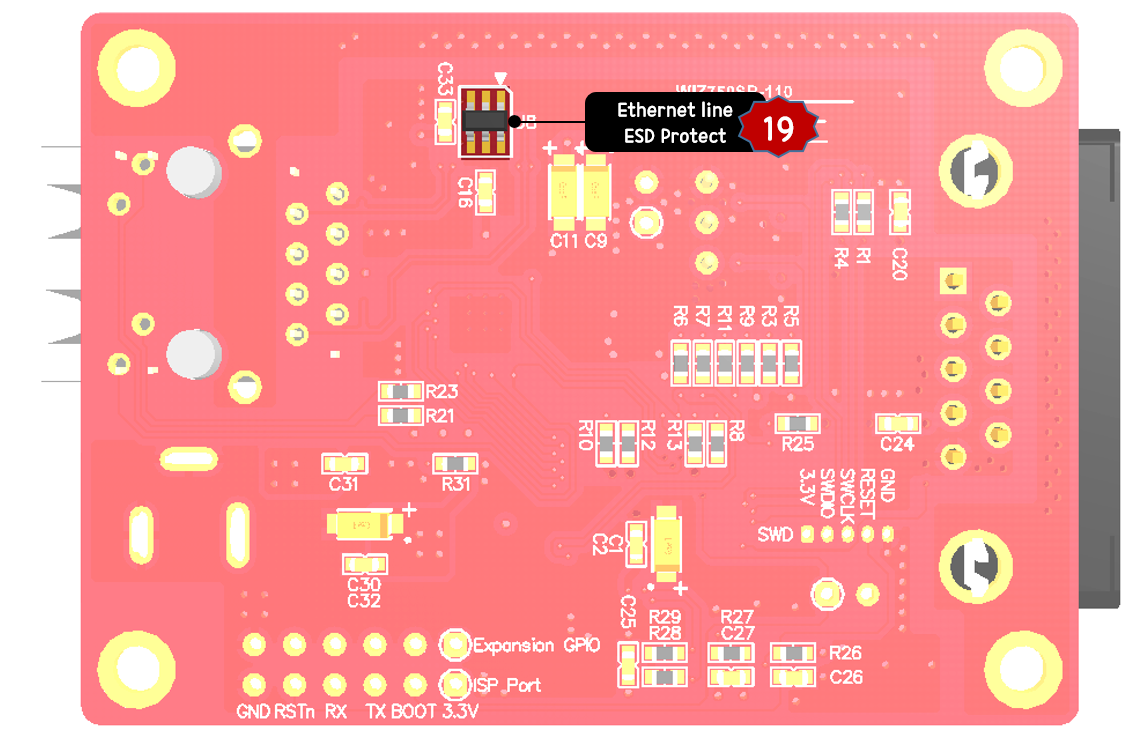 WIZ750SR-110
C33
Ethernet line
ESD Protect
19
C16
C11 C9
R4 R1 C20
R6 R7 R11 R9 R3 R5
R23
R21
R10 R12 R13 R8
R25
C24
C31
R31
3.3V SWDIO SWCLK RESET GND
SWD
C1
C2
C30
C32
C25
R29
R28
R27
C27
R26
C26
Expansion GPIO
ISP Port
GND RSTn RX TX BOOT 3.3V